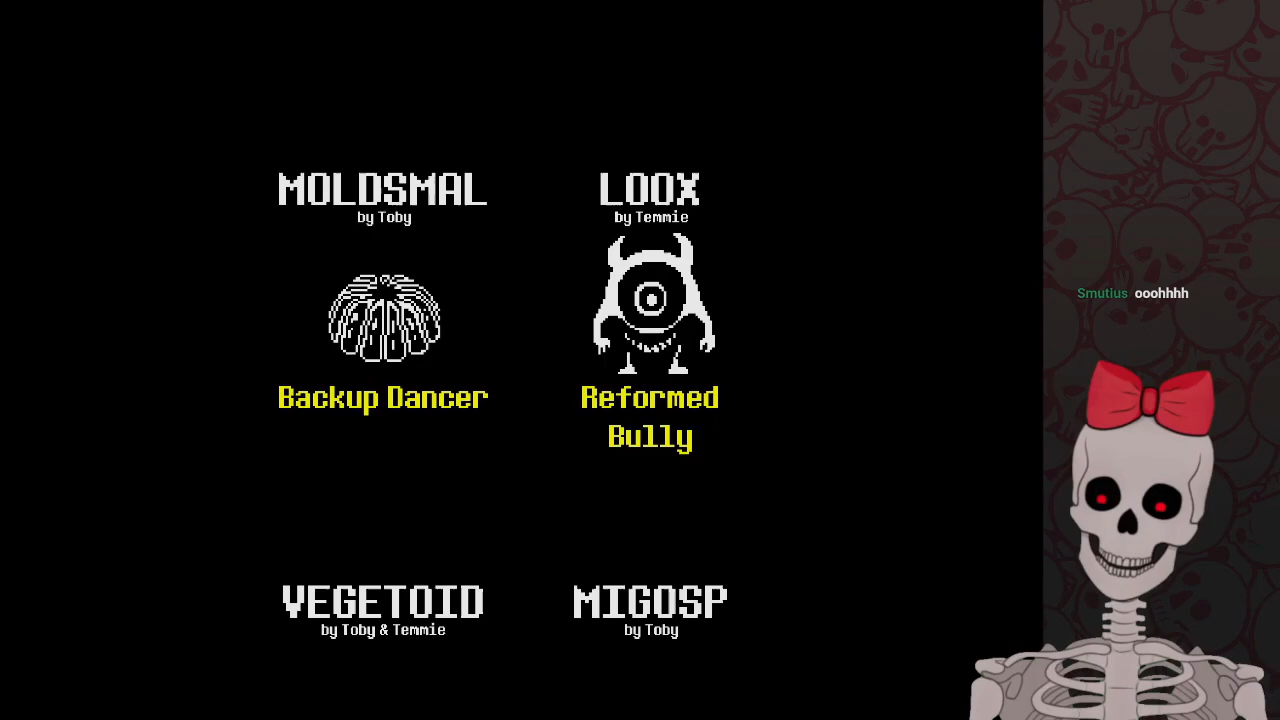 MOLDSMAL
by Toby
Backup Dancer
LOOX
by Temmie
Reformed
Bully
VEGETOID
by Toby & Temmie
MIGOSP
by Toby
Smutius ooohhhh